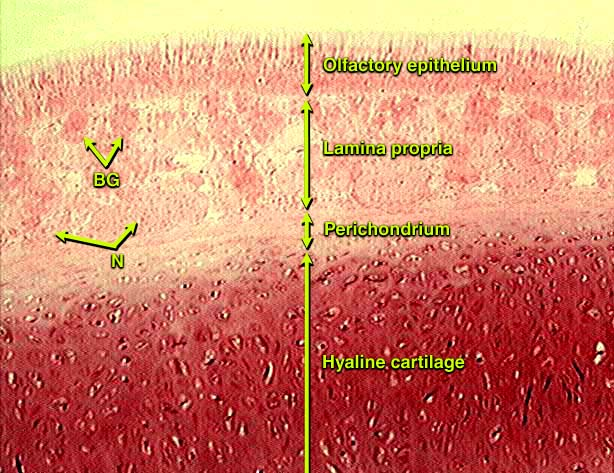 Olfactory epithelium
Lamina propria
BG
Perichondrium
N
Hyaline cartilage